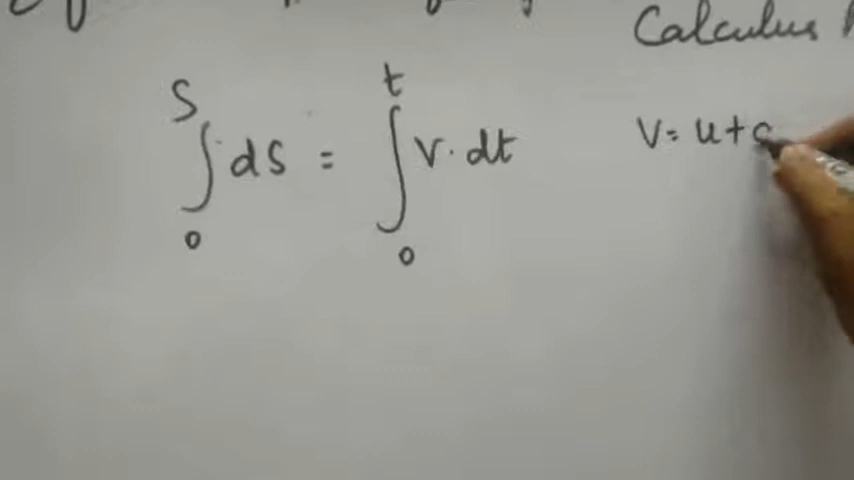 Calculus
S t
∫ dS = ∫ V · dt V = u +
0 0